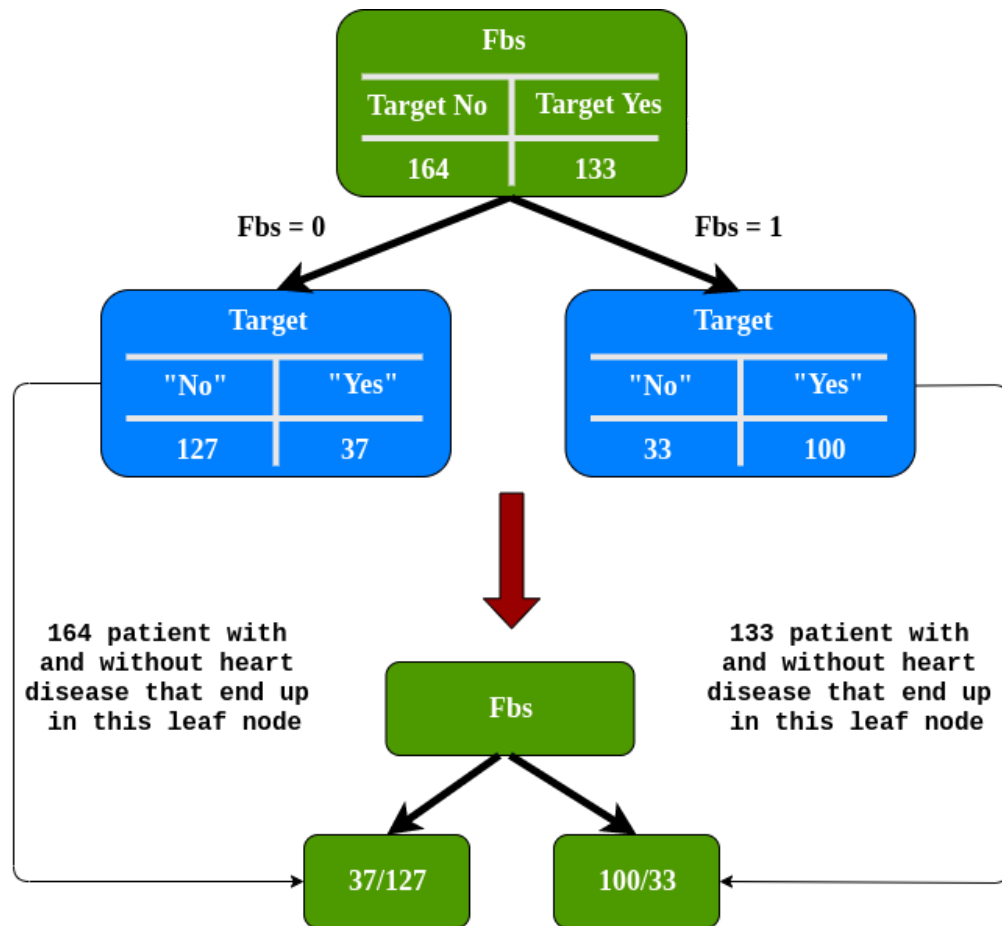 Fbs
Target No Target Yes
164 133
Fbs = 0 Fbs = 1
Target
"No" "Yes"
127 37
Target
"No" "Yes"
33 100
164 patient with
and without heart
disease that end up
in this leaf node
133 patient with
and without heart
disease that end up
in this leaf node
Fbs
37/127 100/33